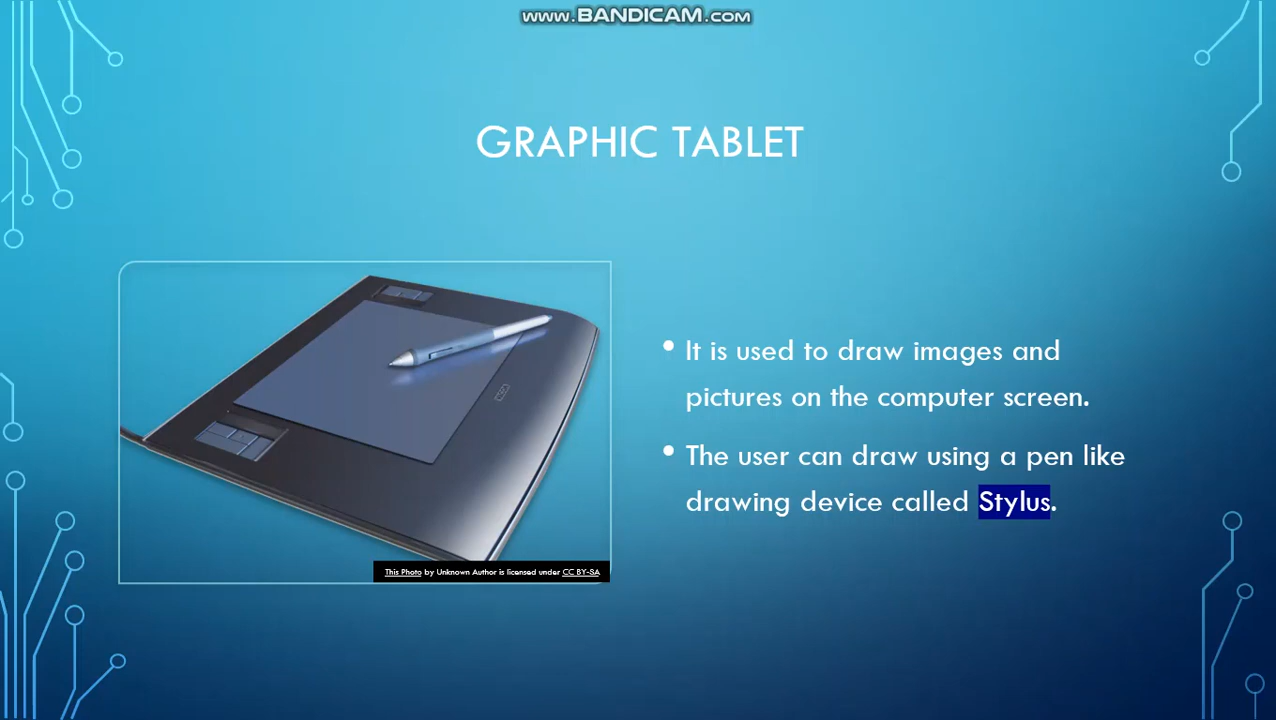 www.BANDICAM.com
GRAPHIC TABLET
• It is used to draw images and
pictures on the computer screen.
• The user can draw using a pen like
drawing device called Stylus.
This Photo by Unknown Author is licensed under CC BY-SA